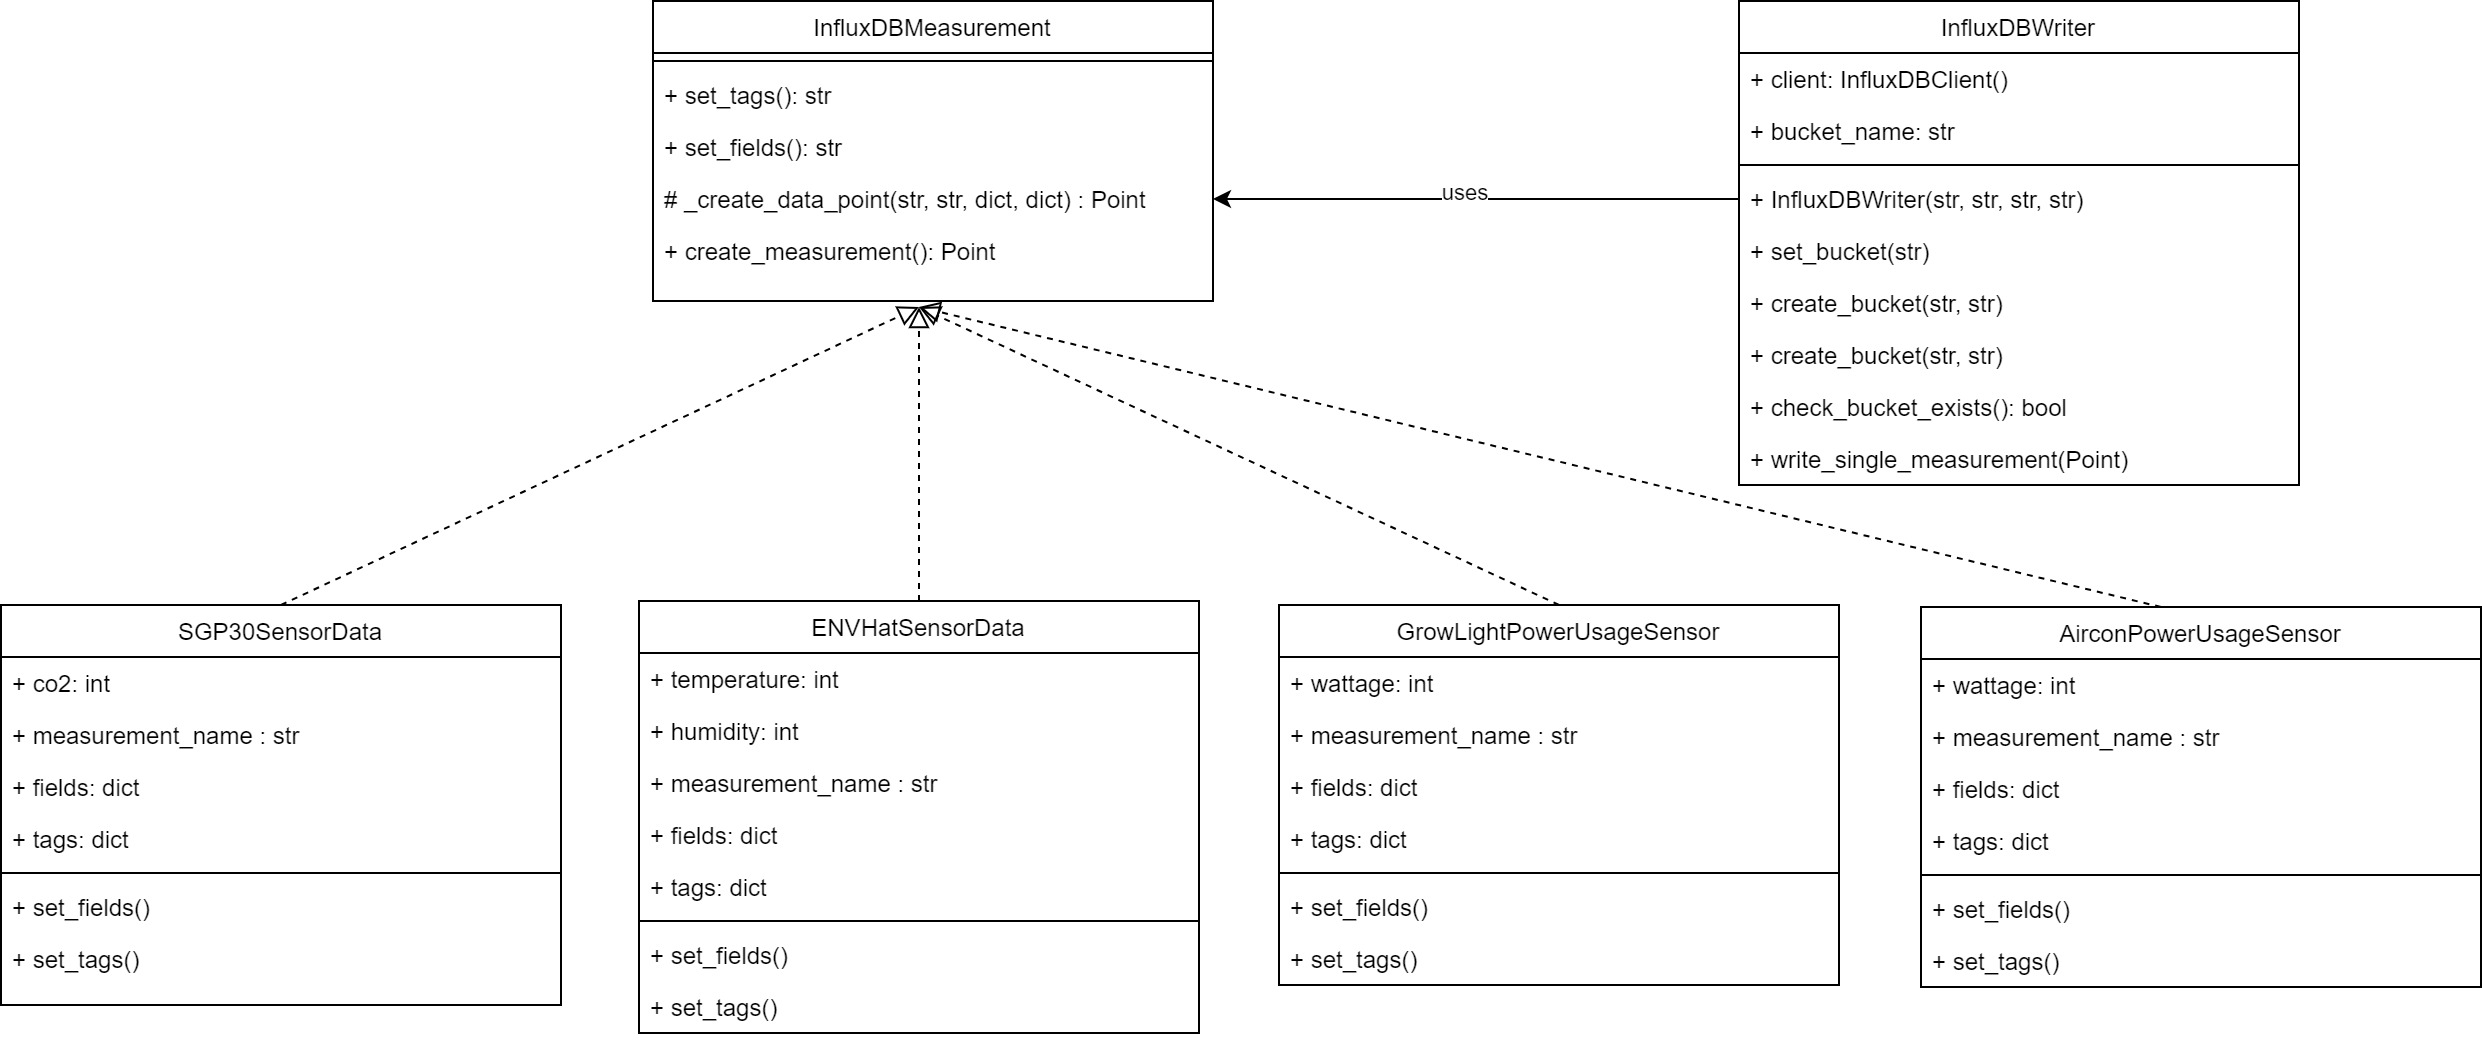 InfluxDBMeasurement
+ set_tags(): str
+ set_fields(): str
# _create_data_point(str, str, dict, dict) : Point
+ create_measurement(): Point
uses
InfluxDBWriter
+ client: InfluxDBClient()
+ bucket_name: str
+ InfluxDBWriter(str, str, str, str)
+ set_bucket(str)
+ create_bucket(str, str)
+ create_bucket(str, str)
+ check_bucket_exists(): bool
+ write_single_measurement(Point)
SGP30SensorData
+ co2: int
+ measurement_name : str
+ fields: dict
+ tags: dict
+ set_fields()
+ set_tags()
ENVHatSensorData
+ temperature: int
+ humidity: int
+ measurement_name : str
+ fields: dict
+ tags: dict
+ set_fields()
+ set_tags()
GrowLightPowerUsageSensor
+ wattage: int
+ measurement_name : str
+ fields: dict
+ tags: dict
+ set_fields()
+ set_tags()
AirconPowerUsageSensor
+ wattage: int
+ measurement_name : str
+ fields: dict
+ tags: dict
+ set_fields()
+ set_tags()